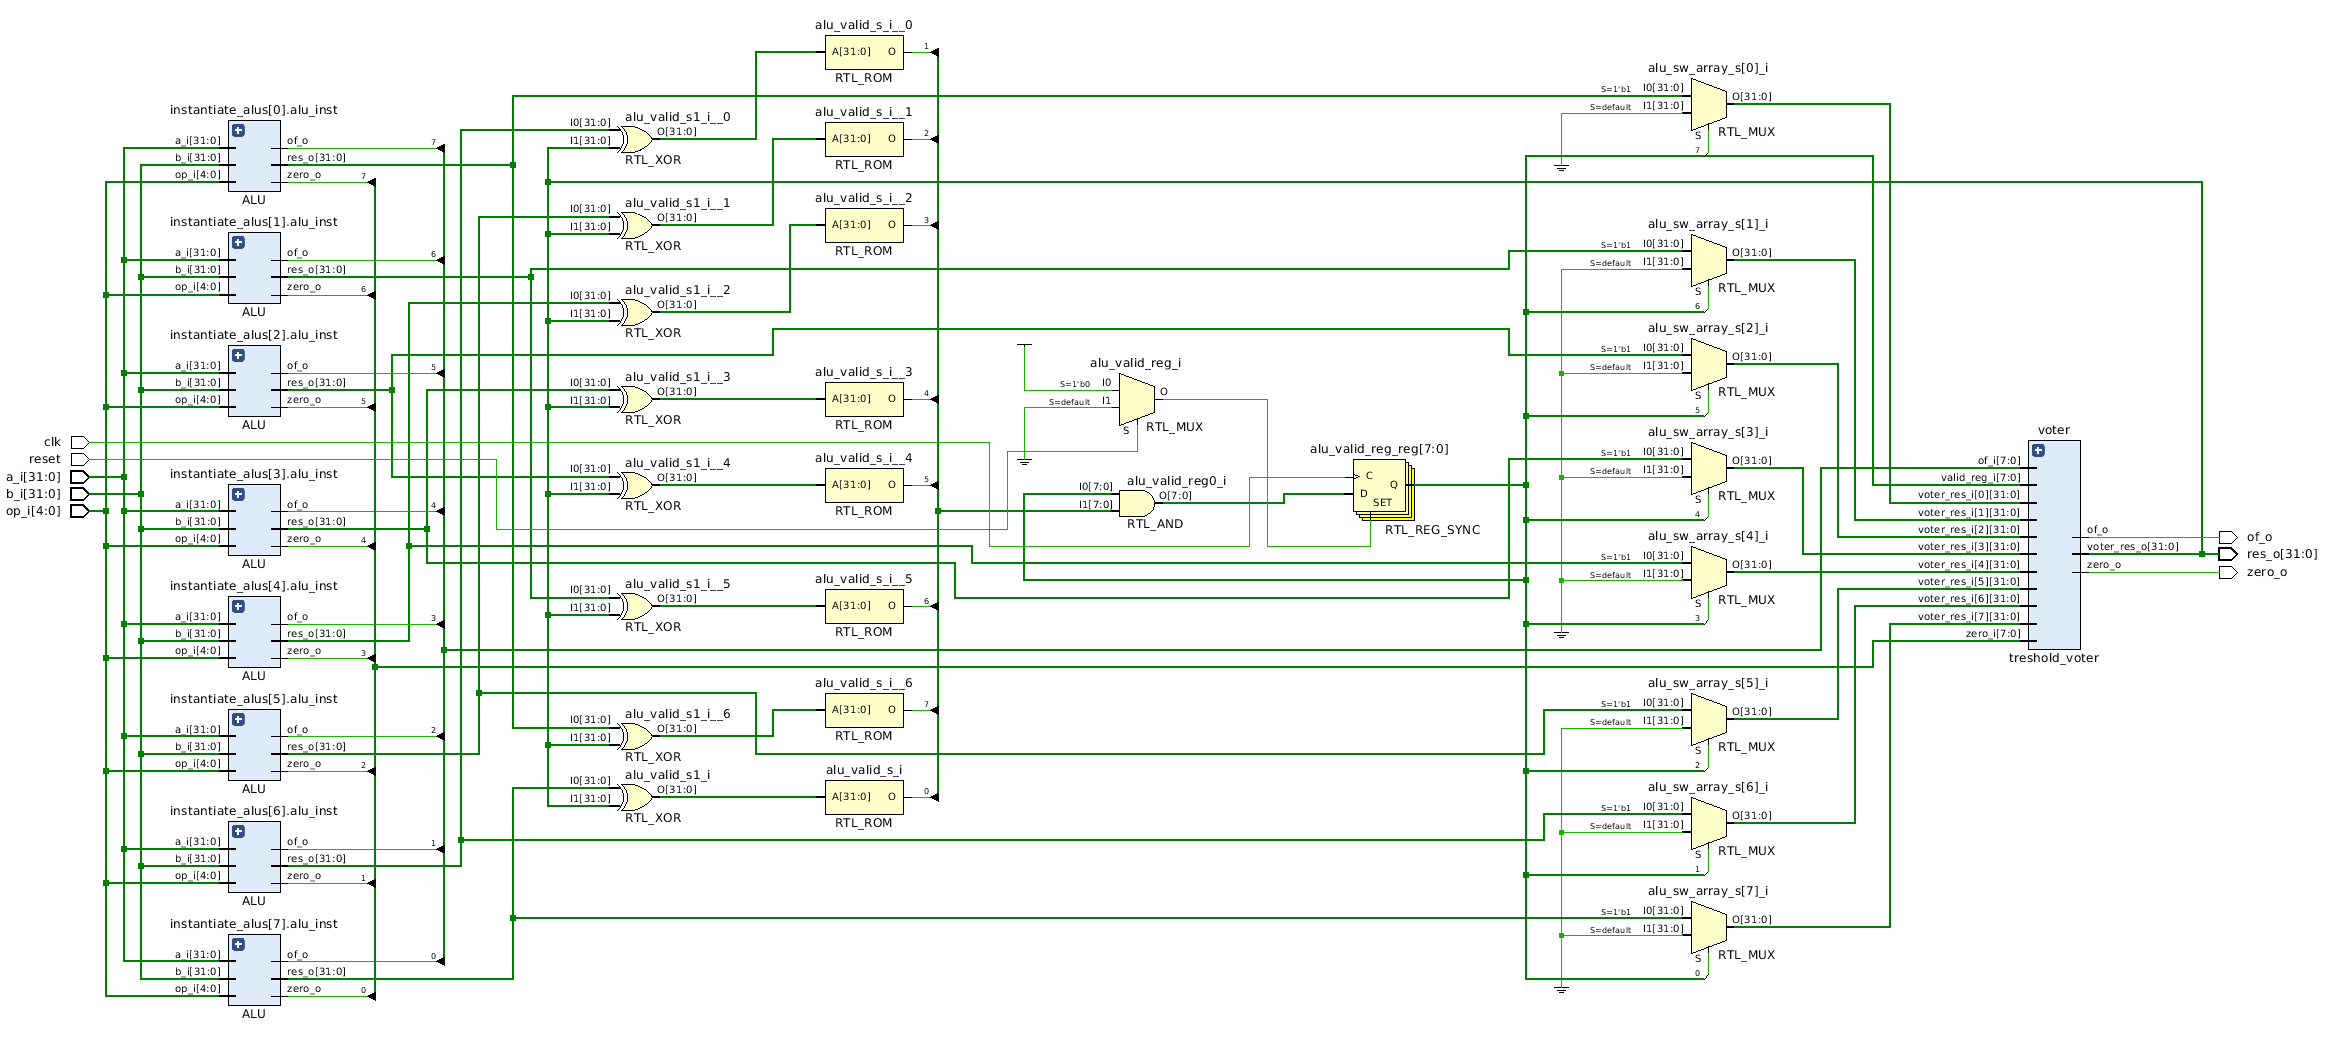 clk
reset
a_i[31:0]
b_i[31:0]
op_i[4:0]
instantiate_alus[0].alu_inst
a_i[31:0]
b_i[31:0]
op_i[4:0]
of_o
res_o[31:0]
zero_o
7
7
ALU
instantiate_alus[1].alu_inst
a_i[31:0]
b_i[31:0]
op_i[4:0]
of_o
res_o[31:0]
zero_o
6
6
ALU
instantiate_alus[2].alu_inst
a_i[31:0]
b_i[31:0]
op_i[4:0]
of_o
res_o[31:0]
zero_o
5
5
ALU
instantiate_alus[3].alu_inst
a_i[31:0]
b_i[31:0]
op_i[4:0]
of_o
res_o[31:0]
zero_o
4
4
ALU
instantiate_alus[4].alu_inst
a_i[31:0]
b_i[31:0]
op_i[4:0]
of_o
res_o[31:0]
zero_o
3
3
ALU
instantiate_alus[5].alu_inst
a_i[31:0]
b_i[31:0]
op_i[4:0]
of_o
res_o[31:0]
zero_o
2
2
ALU
instantiate_alus[6].alu_inst
a_i[31:0]
b_i[31:0]
op_i[4:0]
of_o
res_o[31:0]
zero_o
1
1
ALU
instantiate_alus[7].alu_inst
a_i[31:0]
b_i[31:0]
op_i[4:0]
of_o
res_o[31:0]
zero_o
0
0
ALU
alu_valid_s1_i__0
I0[31:0]
I1[31:0]
O[31:0]
RTL_XOR
alu_valid_s1_i__1
I0[31:0]
I1[31:0]
O[31:0]
RTL_XOR
alu_valid_s1_i__2
I0[31:0]
I1[31:0]
O[31:0]
RTL_XOR
alu_valid_s1_i__3
I0[31:0]
I1[31:0]
O[31:0]
RTL_XOR
alu_valid_s1_i__4
I0[31:0]
I1[31:0]
O[31:0]
RTL_XOR
alu_valid_s1_i__5
I0[31:0]
I1[31:0]
O[31:0]
RTL_XOR
alu_valid_s1_i__6
I0[31:0]
I1[31:0]
O[31:0]
RTL_XOR
alu_valid_s1_i
I0[31:0]
I1[31:0]
O[31:0]
RTL_XOR
alu_valid_s_i__0
A[31:0] O
1
RTL_ROM
alu_valid_s_i__1
A[31:0] O
2
RTL_ROM
alu_valid_s_i__2
A[31:0] O
3
RTL_ROM
alu_valid_s_i__3
A[31:0] O
4
RTL_ROM
alu_valid_s_i__4
A[31:0] O
5
RTL_ROM
alu_valid_s_i__5
A[31:0] O
6
RTL_ROM
alu_valid_s_i__6
A[31:0] O
7
RTL_ROM
alu_valid_s_i
A[31:0] O
0
RTL_ROM
alu_valid_reg_i
S=1'b0 I0
S=default I1
O
S
RTL_MUX
alu_valid_reg0_i
I0[7:0]
I1[7:0]
O[7:0]
RTL_AND
alu_valid_reg_reg[7:0]
C
D
Q
SET
RTL_REG_SYNC
alu_sw_array_s[0]_i
S=1'b1 I0[31:0]
S=default I1[31:0]
O[31:0]
S
RTL_MUX
7
alu_sw_array_s[1]_i
S=1'b1 I0[31:0]
S=default I1[31:0]
O[31:0]
S
RTL_MUX
6
alu_sw_array_s[2]_i
S=1'b1 I0[31:0]
S=default I1[31:0]
O[31:0]
S
RTL_MUX
5
alu_sw_array_s[3]_i
S=1'b1 I0[31:0]
S=default I1[31:0]
O[31:0]
S
RTL_MUX
4
alu_sw_array_s[4]_i
S=1'b1 I0[31:0]
S=default I1[31:0]
O[31:0]
S
RTL_MUX
3
alu_sw_array_s[5]_i
S=1'b1 I0[31:0]
S=default I1[31:0]
O[31:0]
S
RTL_MUX
2
alu_sw_array_s[6]_i
S=1'b1 I0[31:0]
S=default I1[31:0]
O[31:0]
S
RTL_MUX
1
alu_sw_array_s[7]_i
S=1'b1 I0[31:0]
S=default I1[31:0]
O[31:0]
S
RTL_MUX
0
voter
of_i[7:0]
valid_reg_i[7:0]
voter_res_i[0][31:0]
voter_res_i[1][31:0]
voter_res_i[2][31:0]
voter_res_i[3][31:0]
voter_res_i[4][31:0]
voter_res_i[5][31:0]
voter_res_i[6][31:0]
voter_res_i[7][31:0]
zero_i[7:0]
of_o
voter_res_o[31:0]
zero_o
treshold_voter
of_o
res_o[31:0]
zero_o